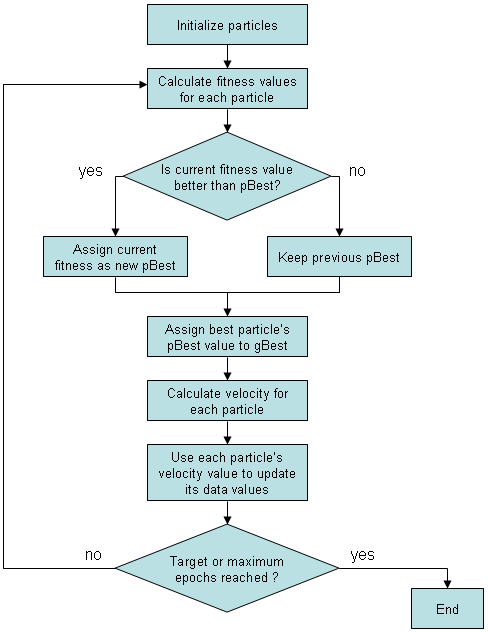 Initialize particles
Calculate fitness values
for each particle
Is current fitness value
better than pBest?
yes
no
Assign current
fitness as new pBest
Keep previous pBest
Assign best particle's
pBest value to gBest
Calculate velocity for
each particle
Use each particle's
velocity value to update
its data values
no
Target or maximum
epochs reached ?
yes
End